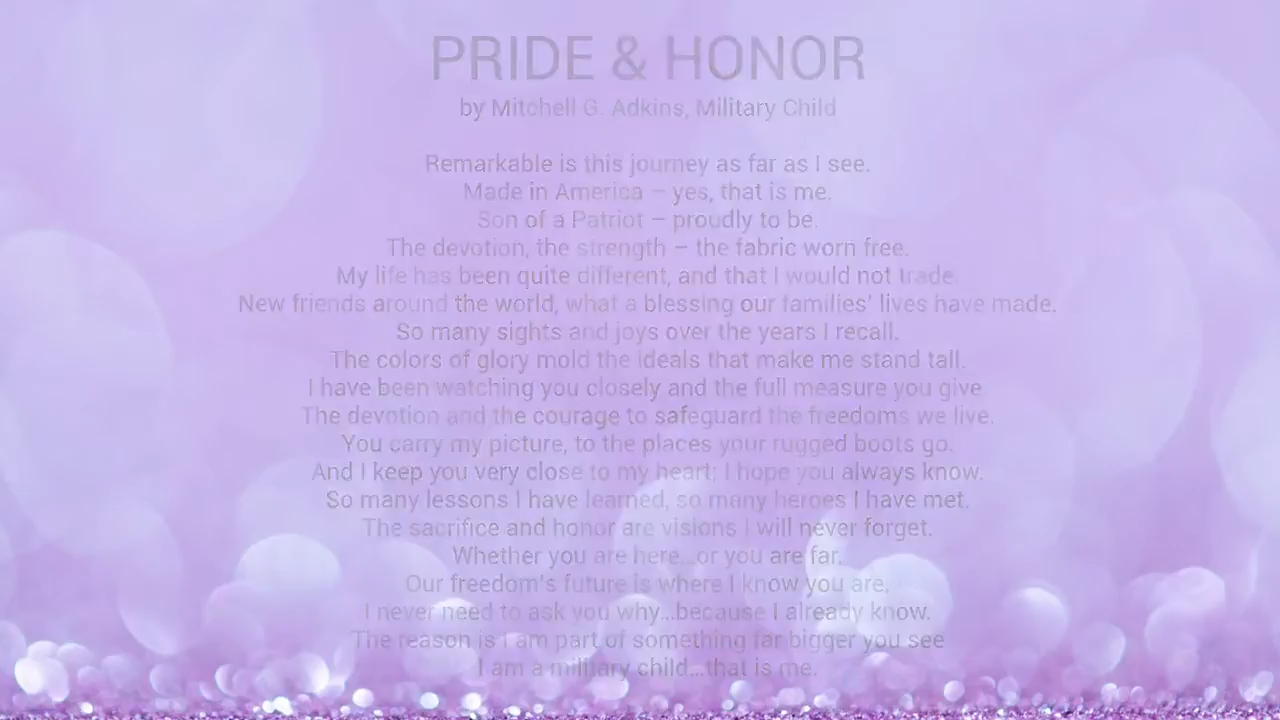 PRIDE & HONOR
by Mitchell G. Adkins, Military Child
Remarkable is this journey as far as I see.
Made in America – yes, that is me.
Son of a Patriot – proudly to be.
The devotion, the strength – the fabric worn free.
My life has been quite different, and that I would not trade.
New friends around the world, what a blessing our families' lives have made.
So many sights and joys over the years I recall.
The colors of glory mold the ideals that make me stand tall.
I have been watching you closely and the full measure you give
The devotion and the courage to safeguard the freedoms we live.
You carry my picture, to the places your rugged boots go.
And I keep you very close to my heart; I hope you always know.
So many lessons I have learned, so many heroes I have met.
The sacrifice and honor are visions I will never forget.
Whether you are here...or you are far,
Our freedom's future is where I know you are,
I never need to ask you why...because I already know.
The reason is I am part of something far bigger you see
I am a military child...that is me.